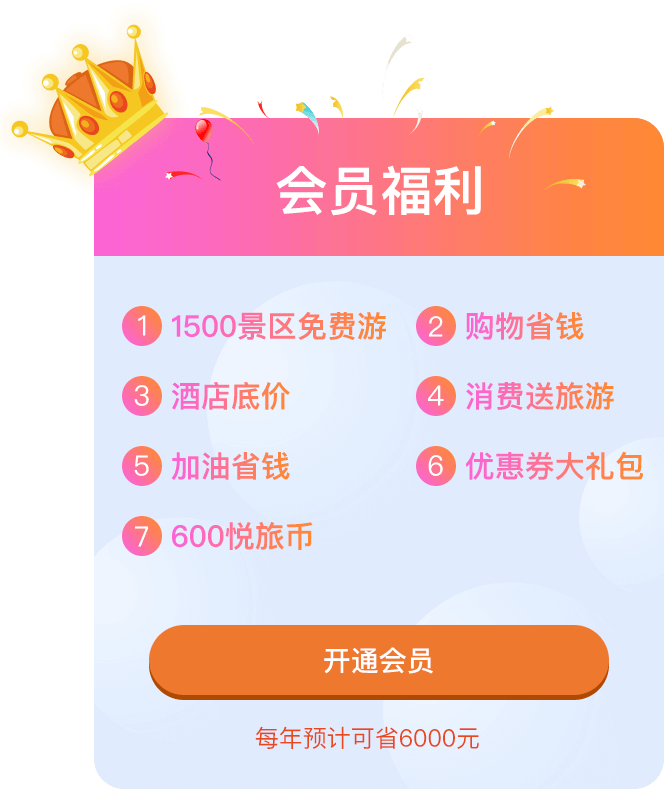 会员福利
1 1500景区免费游
2 购物省钱
3 酒店底价
4 消费送旅游
5 加油省钱
6 优惠券大礼包
7 600悦旅币
开通会员
每年预计可省6000元